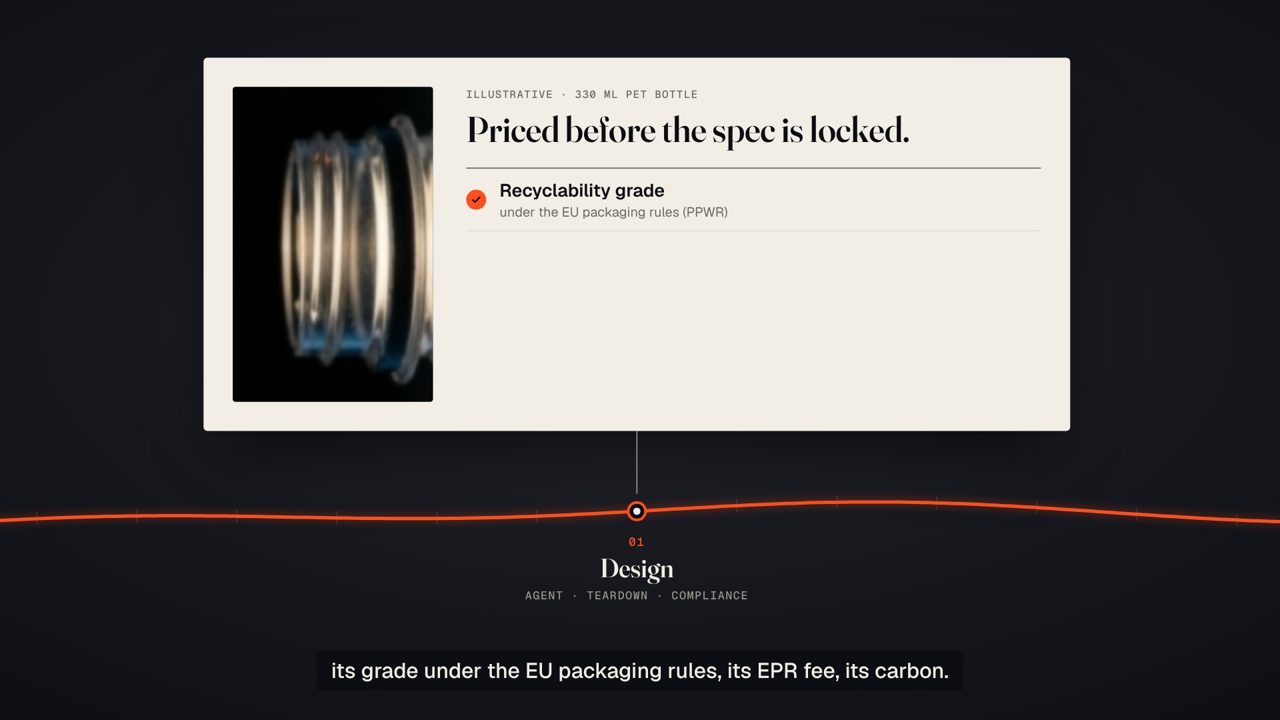 ILLUSTRATIVE · 330 ML PET BOTTLE
Priced before the spec is locked.
Recyclability grade
under the EU packaging rules (PPWR)
01
Design
AGENT · TEARDOWN · COMPLIANCE
its grade under the EU packaging rules, its EPR fee, its carbon.